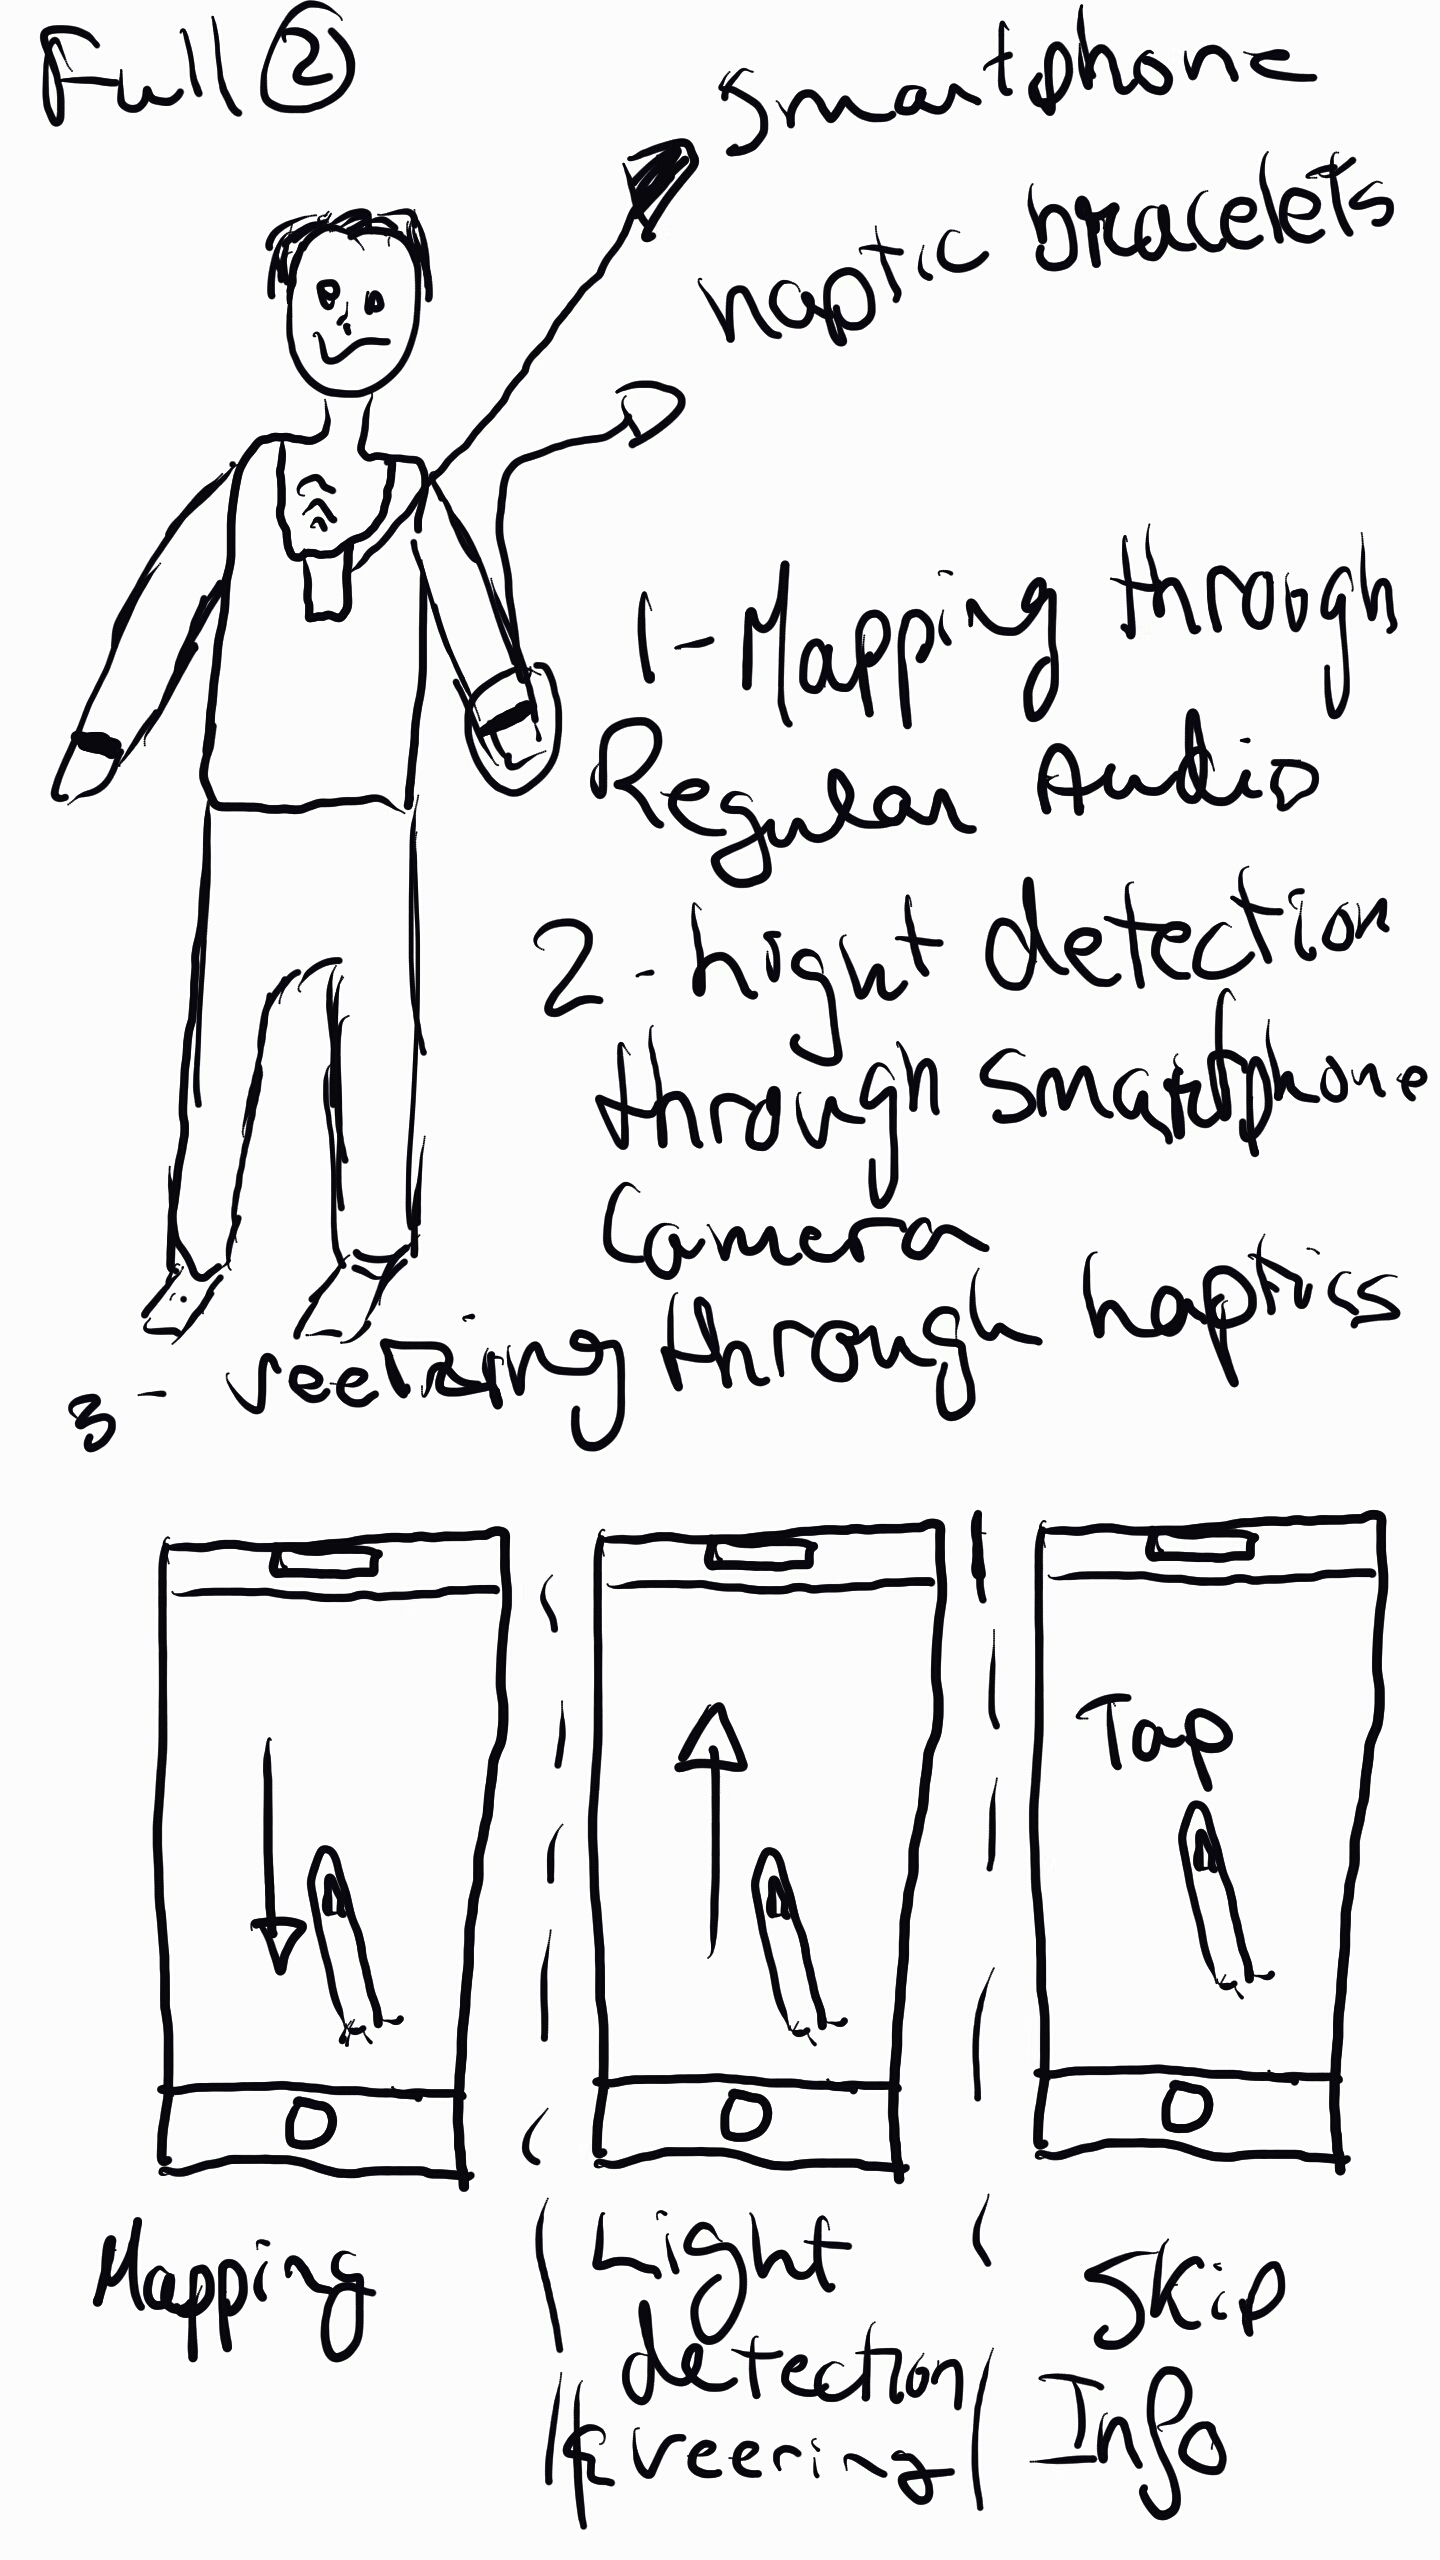 Full ②
Smartphone
haptic bracelets
1-Mapping through
Regular Audio
2-Light detection
through smartphone
Camera
3- veering through haptics
Tap
Mapping
Light
detection
& veering
Skip
Info